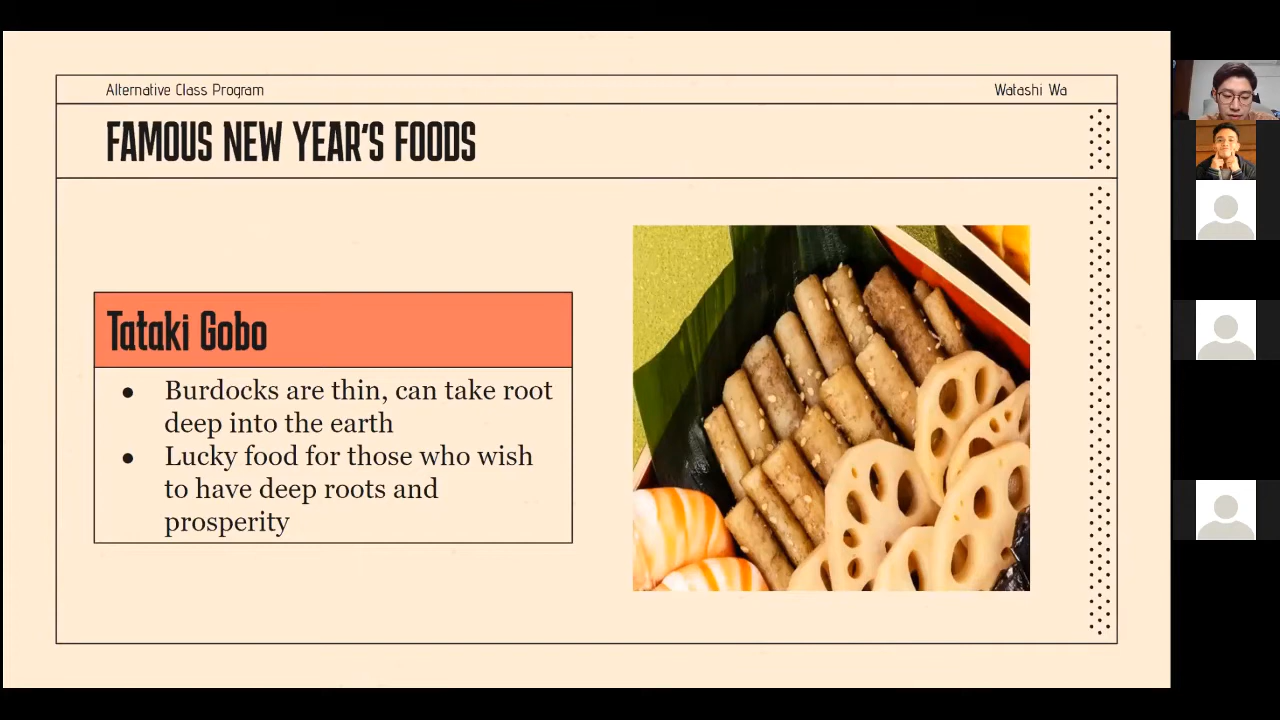 Alternative Class Program
Watashi Wa
FAMOUS NEW YEAR'S FOODS
Tataki Gobo
● Burdocks are thin, can take root
deep into the earth
● Lucky food for those who wish
to have deep roots and
prosperity